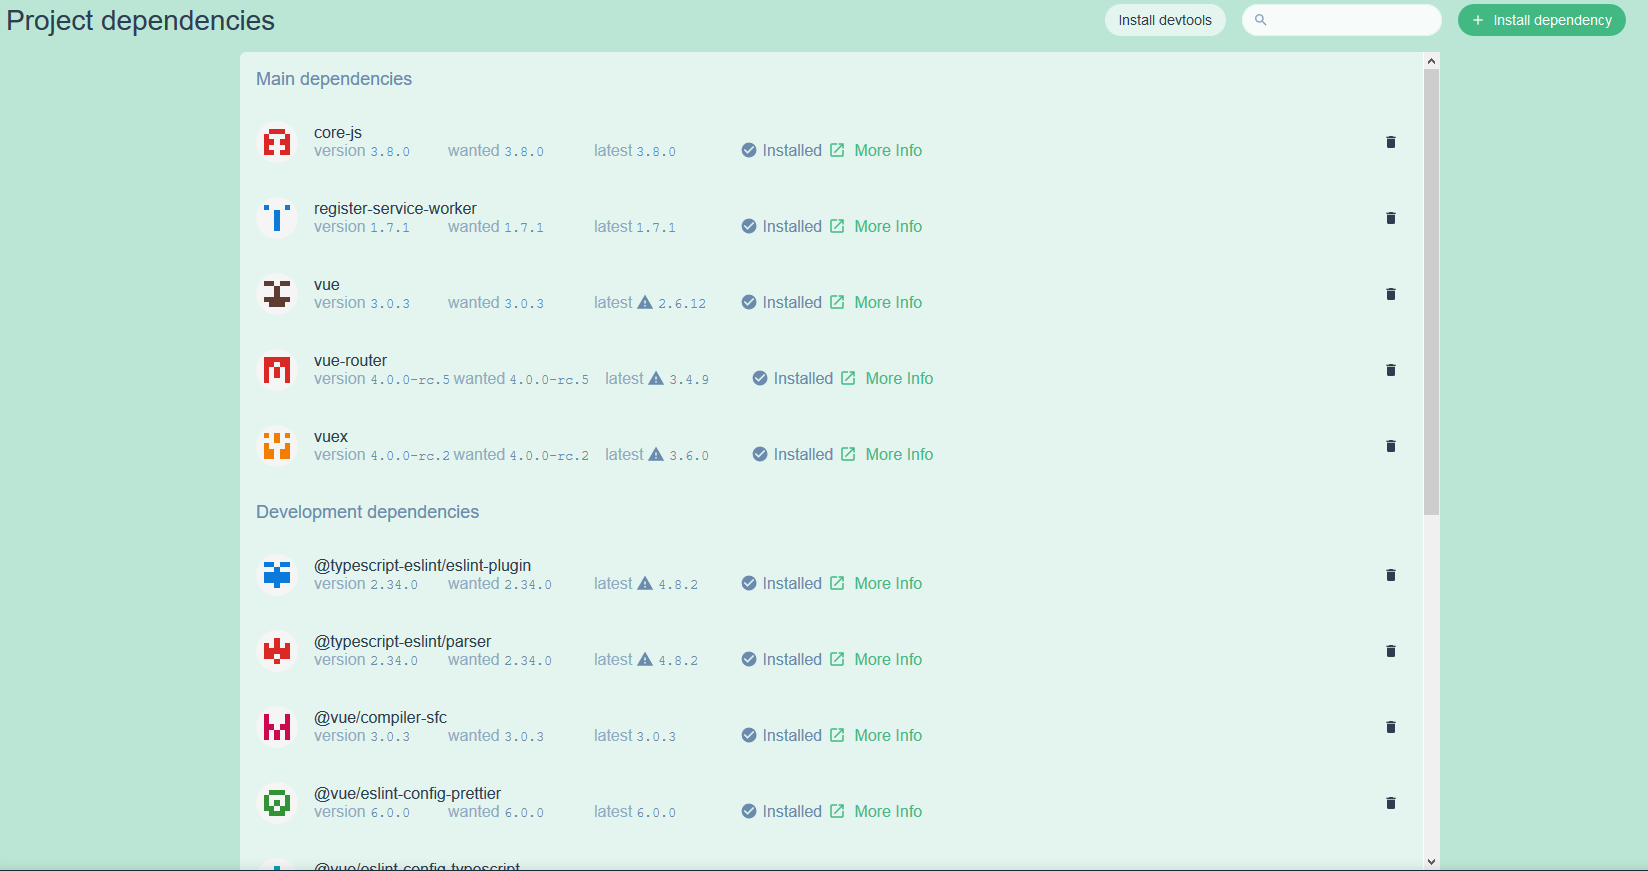 Project dependencies
Install devtools
Install dependency
Main dependencies
core-js
version 3.8.0 wanted 3.8.0 latest 3.8.0 Installed More Info
register-service-worker
version 1.7.1 wanted 1.7.1 latest 1.7.1 Installed More Info
vue
version 3.0.3 wanted 3.0.3 latest 2.6.12 Installed More Info
vue-router
version 4.0.0-rc.5 wanted 4.0.0-rc.5 latest 3.4.9 Installed More Info
vuex
version 4.0.0-rc.2 wanted 4.0.0-rc.2 latest 3.6.0 Installed More Info
Development dependencies
@typescript-eslint/eslint-plugin
version 2.34.0 wanted 2.34.0 latest 4.8.2 Installed More Info
@typescript-eslint/parser
version 2.34.0 wanted 2.34.0 latest 4.8.2 Installed More Info
@vue/compiler-sfc
version 3.0.3 wanted 3.0.3 latest 3.0.3 Installed More Info
@vue/eslint-config-prettier
version 6.0.0 wanted 6.0.0 latest 6.0.0 Installed More Info
@vue/eslint-config-typescript